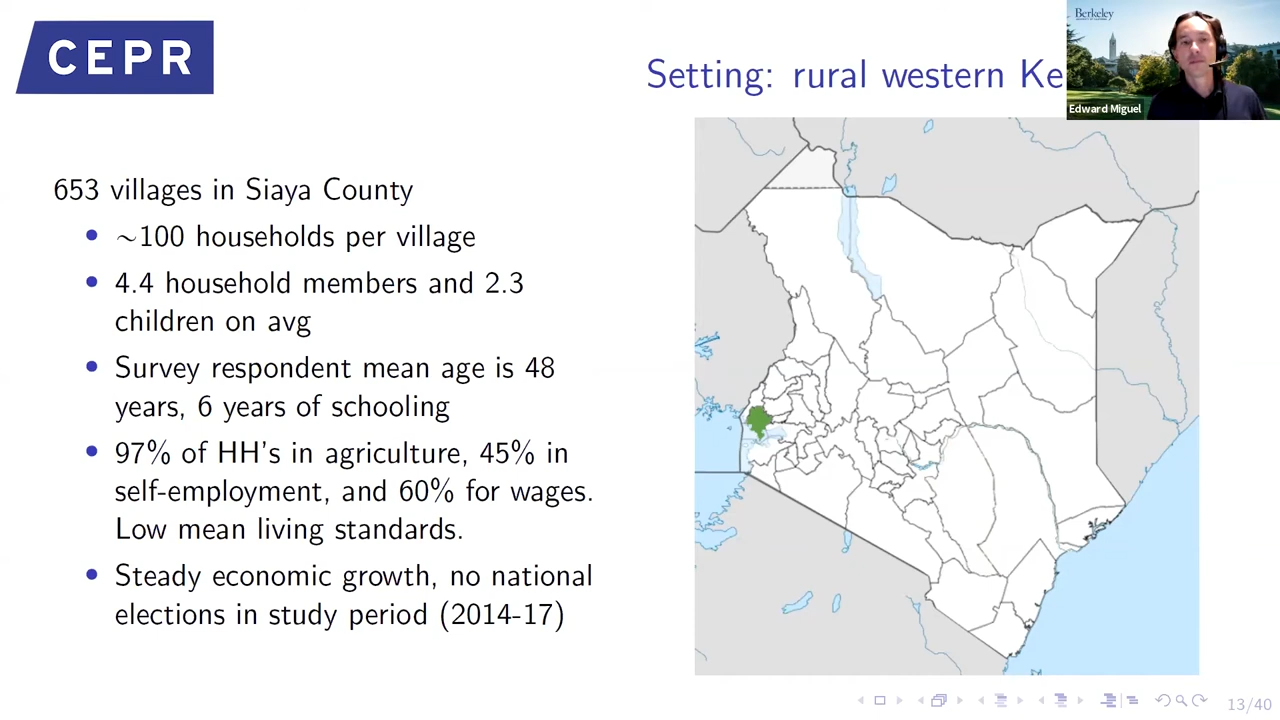 CEPR
Setting: rural western Ke
Berkeley
Edward Miguel
653 villages in Siaya County
• ~100 households per village
• 4.4 household members and 2.3
children on avg
• Survey respondent mean age is 48
years, 6 years of schooling
• 97% of HH's in agriculture, 45% in
self-employment, and 60% for wages.
Low mean living standards.
• Steady economic growth, no national
elections in study period (2014-17)
13/40